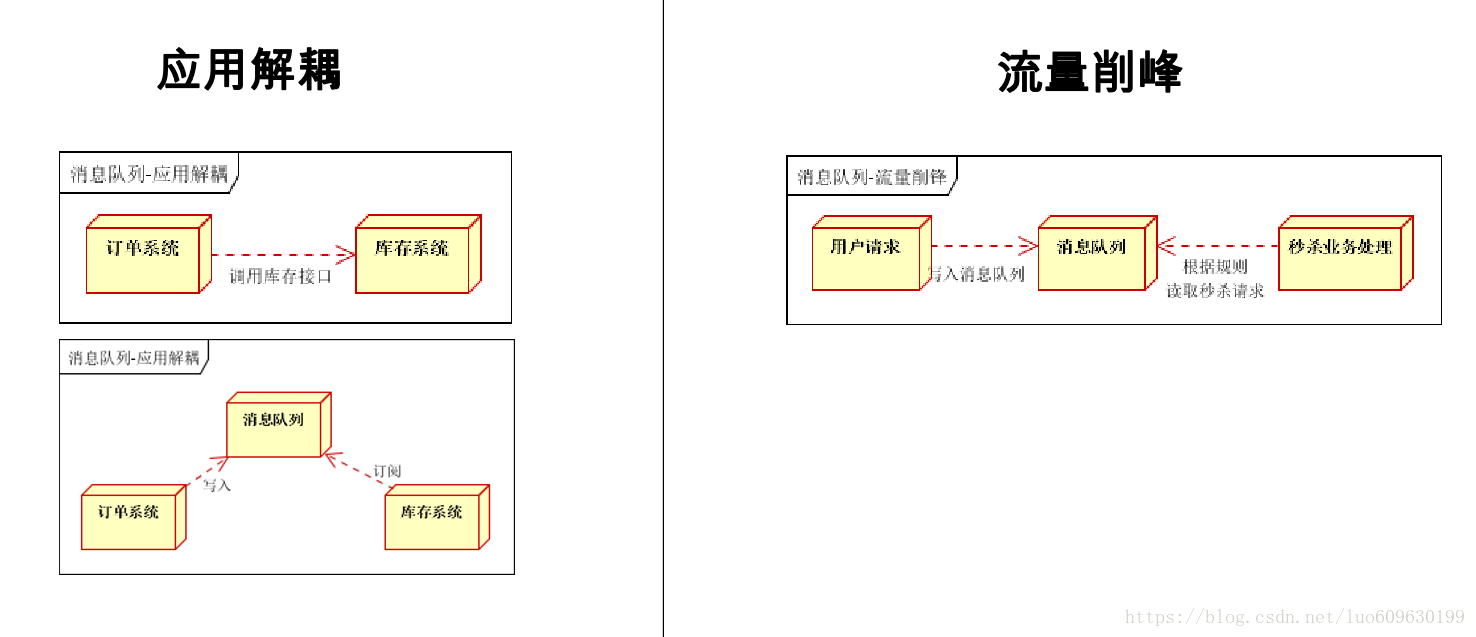 应用解耦
消息队列-应用解耦
订单系统
库存系统
调用库存接口
消息队列-应用解耦
消息队列
写入
订阅
订单系统
库存系统
流量削峰
消息队列-流量削锋
用户请求
消息队列
秒杀业务处理
写入消息队列
根据规则
读取秒杀请求
https://blog.csdn.net/luo609630199